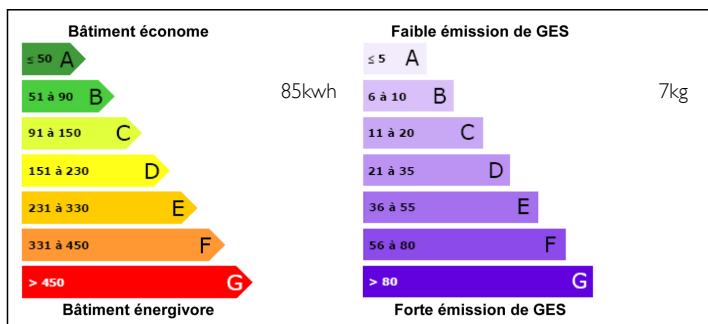 Bâtiment économe
≤ 50 A
51 à 90 B
85kwh
91 à 150 C
151 à 230 D
231 à 330 E
331 à 450 F
> 450 G
Bâtiment énergivore
Faible émission de GES
≤ 5 A
6 à 10 B
7kg
11 à 20 C
21 à 35 D
36 à 55 E
56 à 80 F
> 80 G
Forte émission de GES